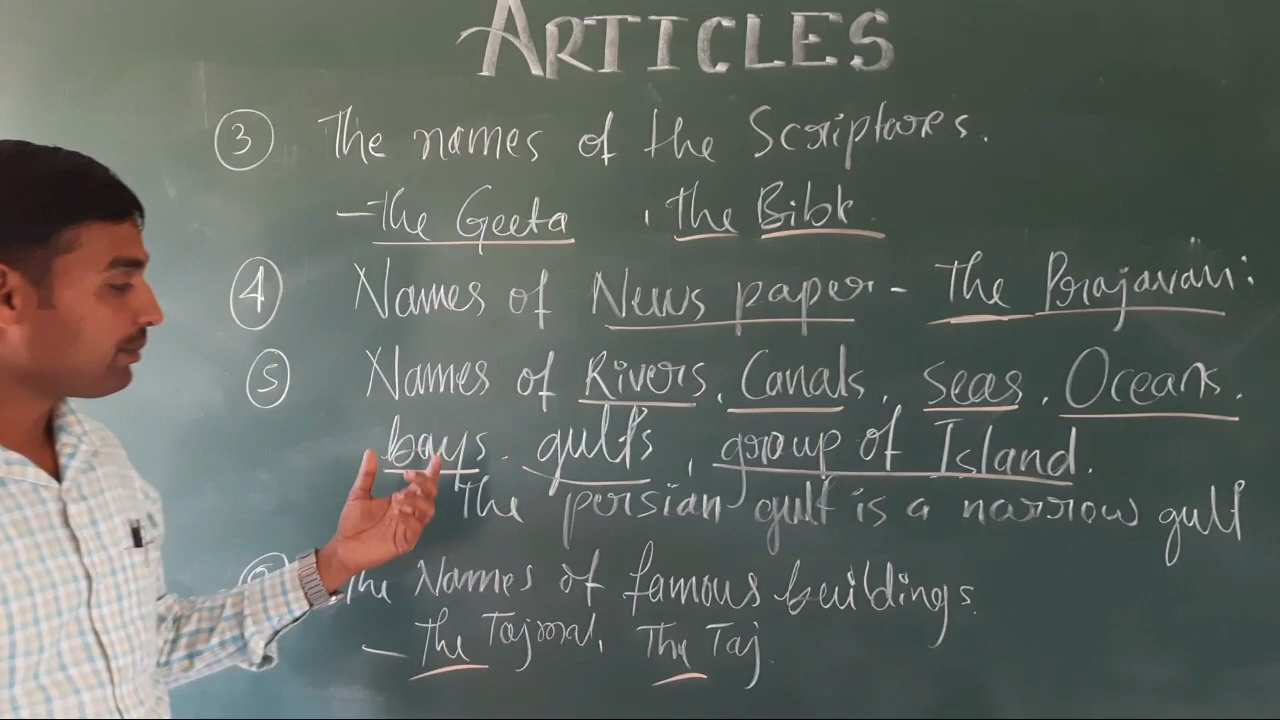 ARTICLES
3 The names of the Scriptures.
- the Geeta , the Bible.
4 Names of News paper - The Prajavani:
5 Names of Rivers, Canals, seas, Oceans.
bays. gulfs, group of Island.
The persian gulf is a narrow gulf
6 The Names of famous buildings.
- the Tajmal, The Taj.